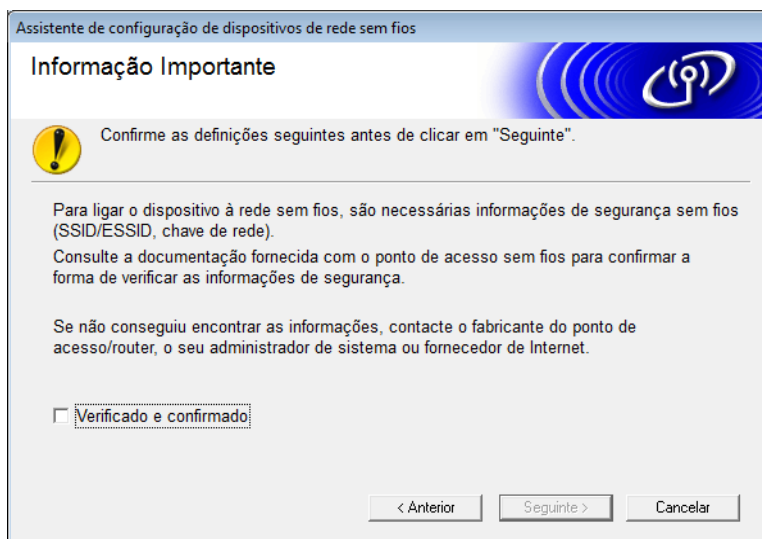 Assistente de configuração de dispositivos de rede sem fios
Informação Importante
Confirme as definições seguintes antes de clicar em "Seguinte".
Para ligar o dispositivo à rede sem fios, são necessárias informações de segurança sem fios
(SSID/ESSID, chave de rede).
Consulte a documentação fornecida com o ponto de acesso sem fios para confirmar a
forma de verificar as informações de segurança.
Se não conseguiu encontrar as informações, contacte o fabricante do ponto de
acesso/router, o seu administrador de sistema ou fornecedor de Internet.
Verificado e confirmado
< Anterior Seguinte > Cancelar